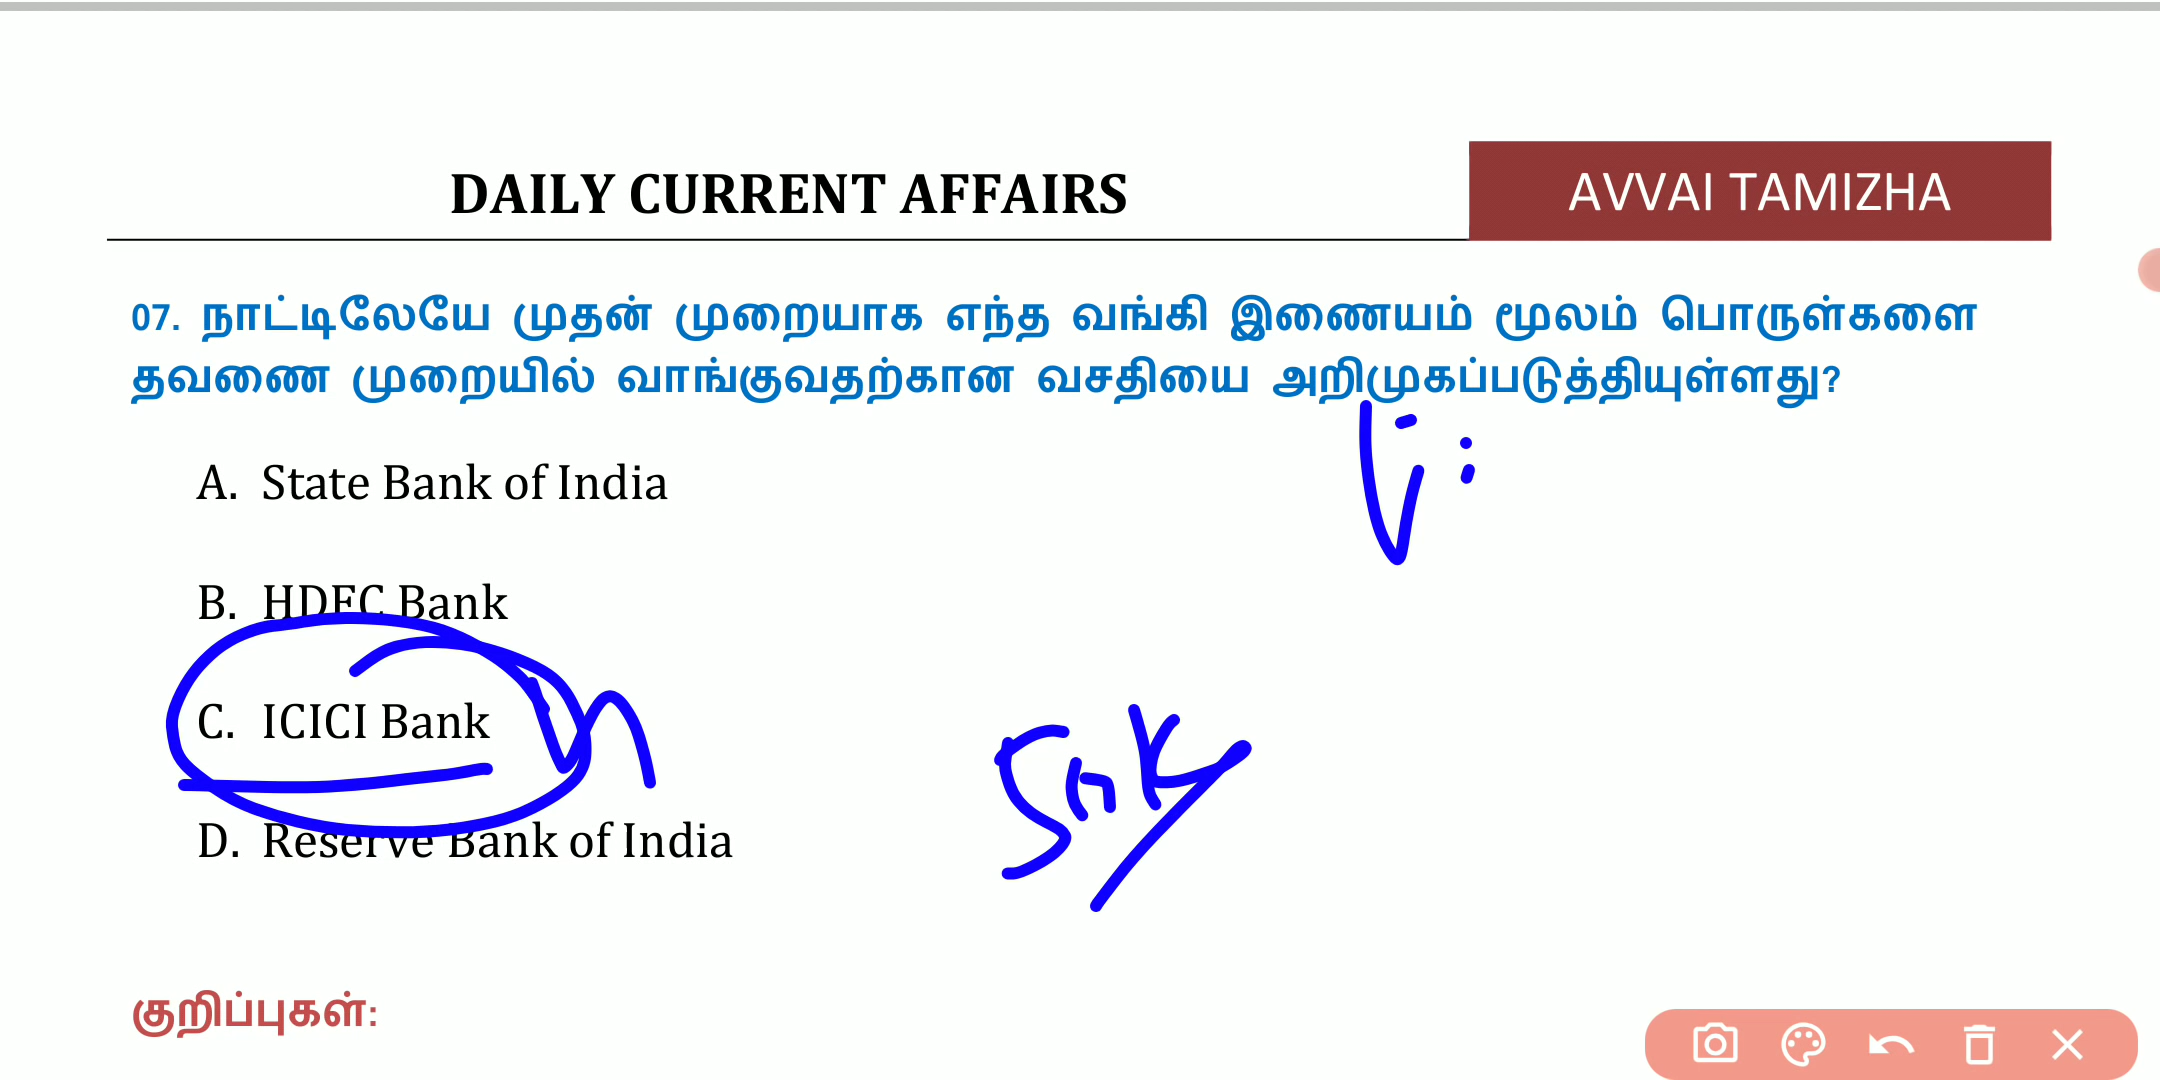 DAILY CURRENT AFFAIRS
AVVAI TAMIZHA
07. நாட்டிலேயே முதன் முறையாக எந்த வங்கி இணையம் மூலம் பொருள்களை
தவணை முறையில் வாங்குவதற்கான வசதியை அறிமுகப்படுத்தியுள்ளது?
A. State Bank of India
B. HDFC Bank
C. ICICI Bank
D. Reserve Bank of India
குறிப்புகள்: